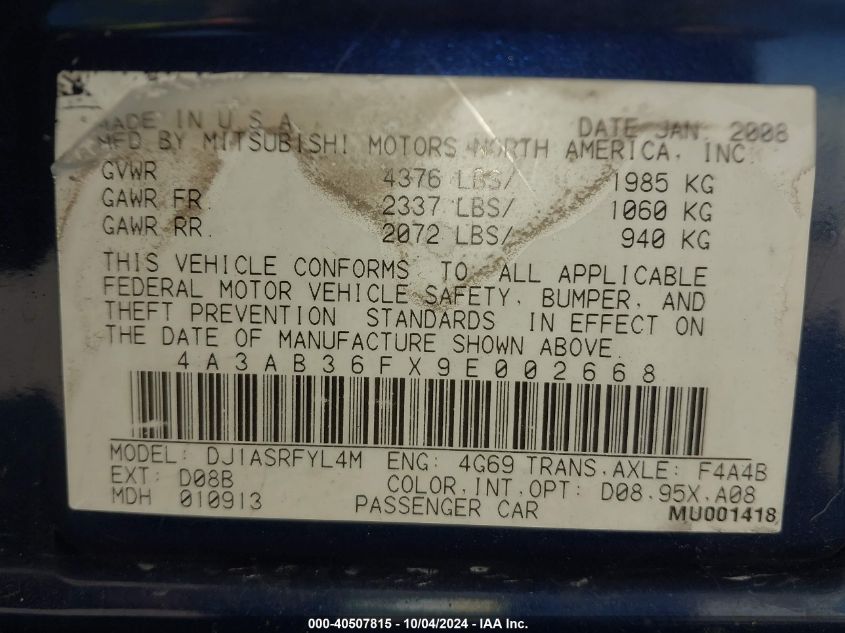 MADE IN U.S.A. DATE JAN. 2008
MFD BY MITSUBISHI MOTORS NORTH AMERICA, INC.
GVWR 4376 LBS/ 1985 KG
GAWR FR. 2337 LBS/ 1060 KG
GAWR RR. 2072 LBS/ 940 KG
THIS VEHICLE CONFORMS TO ALL APPLICABLE
FEDERAL MOTOR VEHICLE SAFETY, BUMPER, AND
THEFT PREVENTION STANDARDS IN EFFECT ON
THE DATE OF MANUFACTURE SHOWN ABOVE.
4A3AB36FX9E002668
MODEL: DJ1ASRFYL4M ENG: 4G69 TRANS,AXLE: F4A4B
EXT: D08B COLOR,INT,OPT: D08,95X,A08
MDH 010913 PASSENGER CAR MU001418
000-40507815 - 10/04/2024 - IAA Inc.